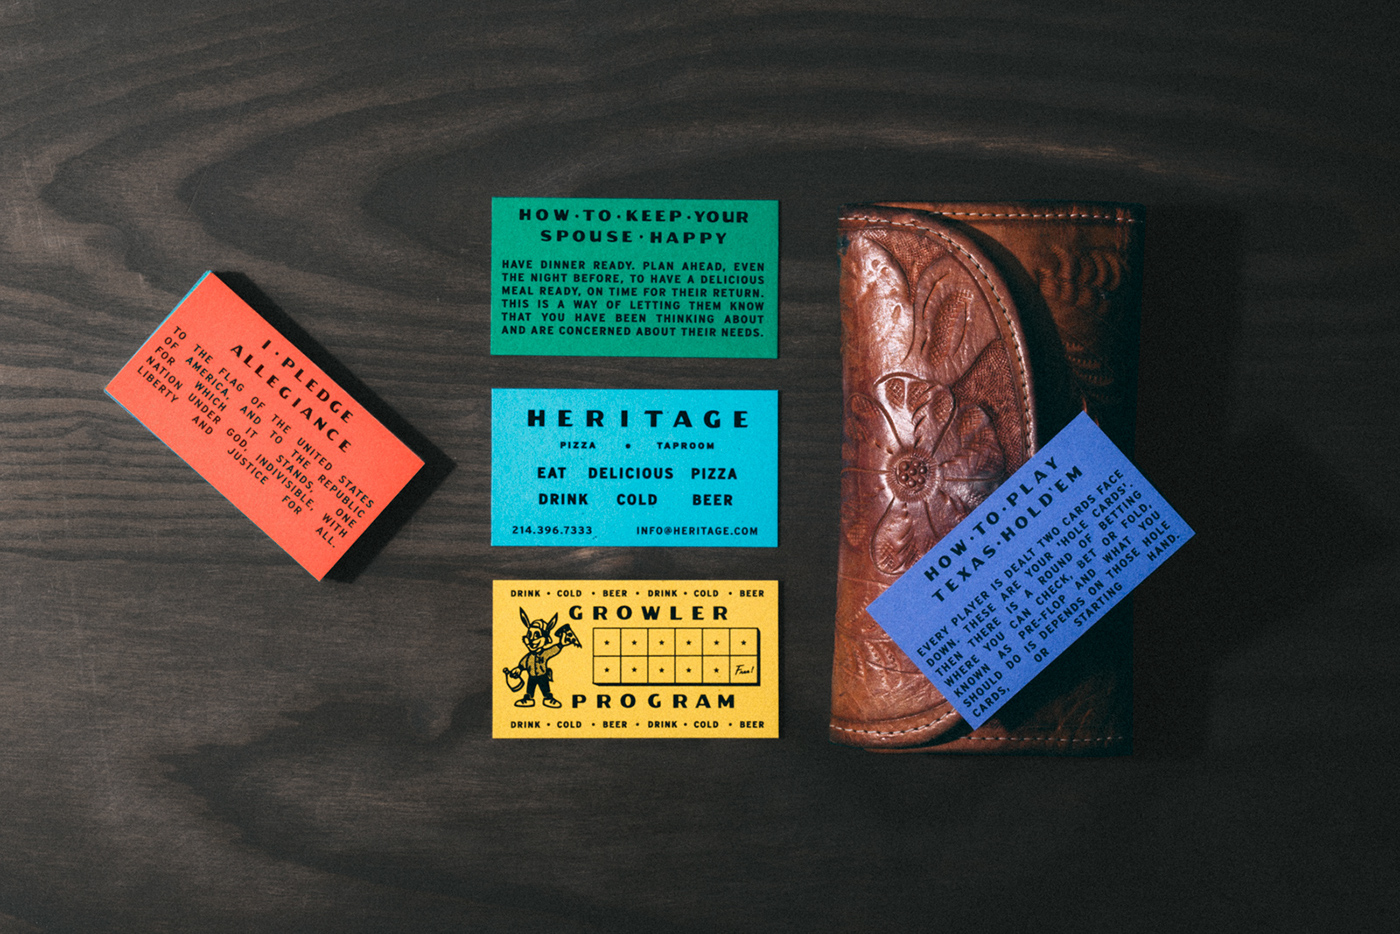 I·PLEDGE
ALLEGIANCE
TO THE FLAG OF THE UNITED STATES
OF AMERICA, AND TO THE REPUBLIC
FOR WHICH IT STANDS, ONE
NATION UNDER GOD, INDIVISIBLE, WITH
LIBERTY AND JUSTICE FOR ALL.
HOW·TO·KEEP·YOUR
SPOUSE·HAPPY
HAVE DINNER READY. PLAN AHEAD, EVEN
THE NIGHT BEFORE, TO HAVE A DELICIOUS
MEAL READY, ON TIME FOR THEIR RETURN.
THIS IS A WAY OF LETTING THEM KNOW
THAT YOU HAVE BEEN THINKING ABOUT
AND ARE CONCERNED ABOUT THEIR NEEDS.
HERITAGE
PIZZA • TAPROOM
EAT DELICIOUS PIZZA
DRINK COLD BEER
214.396.7333 INFO@HERITAGE.COM
DRINK • COLD • BEER • DRINK • COLD • BEER
GROWLER
Free!
PROGRAM
DRINK • COLD • BEER • DRINK • COLD • BEER
HOW·TO·PLAY
TEXAS·HOLDEM
EVERY PLAYER IS DEALT TWO CARDS FACE
DOWN. THESE ARE YOUR 'HOLE CARDS'.
THEN THERE IS A ROUND OF BETTING
WHERE YOU CAN CHECK, BET OR FOLD,
KNOWN AS PRE-FLOP AND WHAT YOU
SHOULD DO IS DEPENDS ON THOSE HOLE
CARDS, OR STARTING HAND.